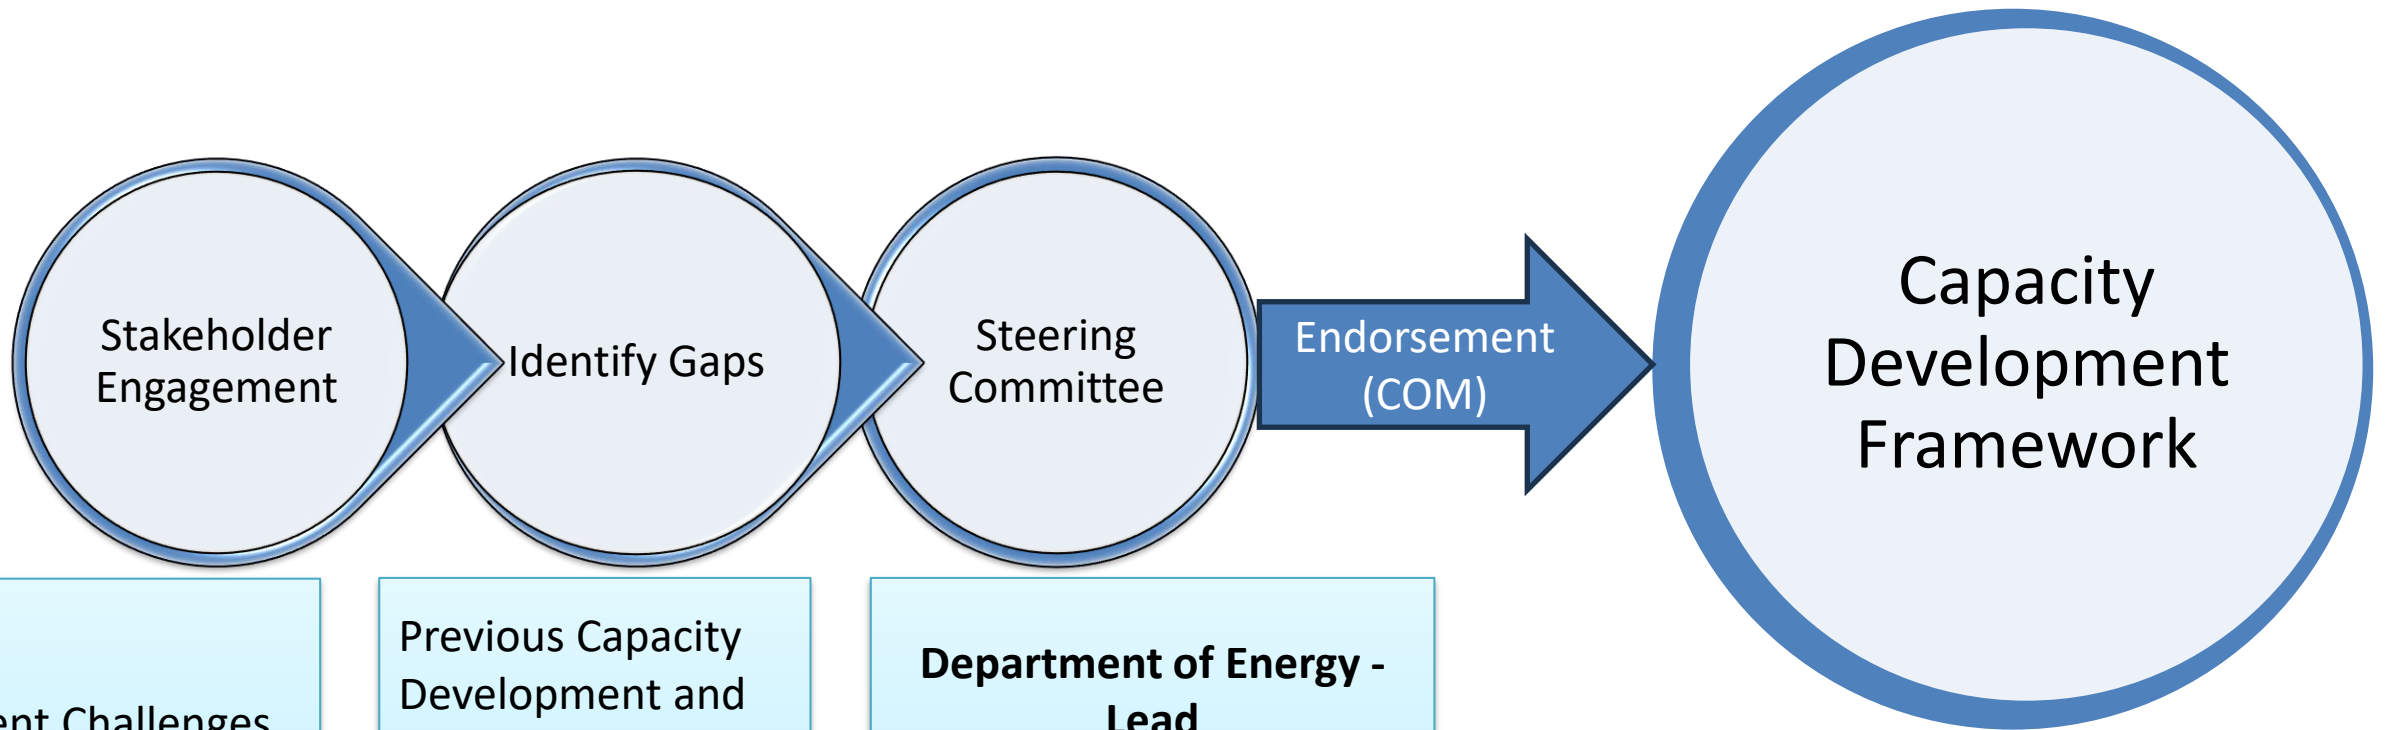 Stakeholder
Engagement
Identify Gaps
Steering
Committee
Endorsement
(COM)
Capacity
Development
Framework
Challenges
Previous Capacity
Development and
Department of Energy -
Lead